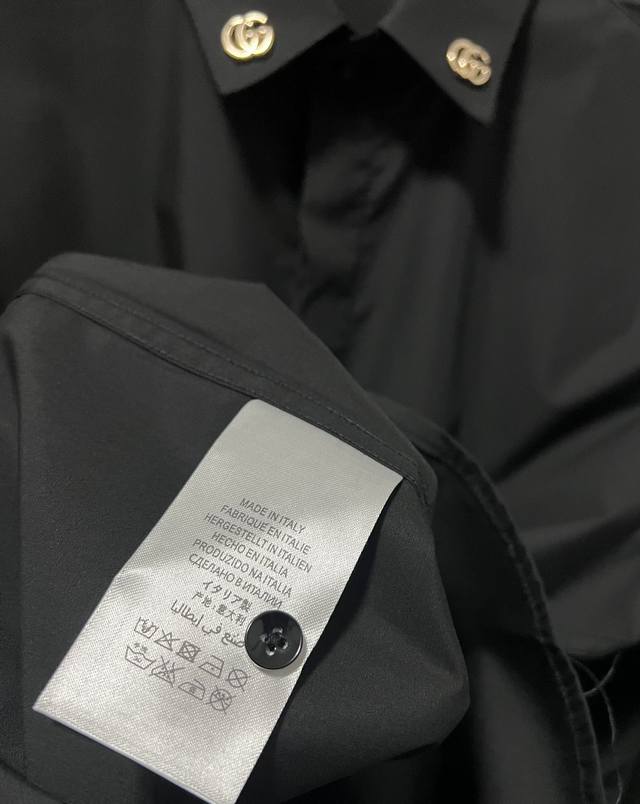 MADE IN ITALY
FABRIQUE EN ITALIE
HERGESTELLT IN ITALIEN
HECHO EN ITALIA
PRODUZIDO NA ITALIA
СДЕЛАНО В ИТАЛИИ
イタリア製
产地：意大利
صنع في ايطاليا